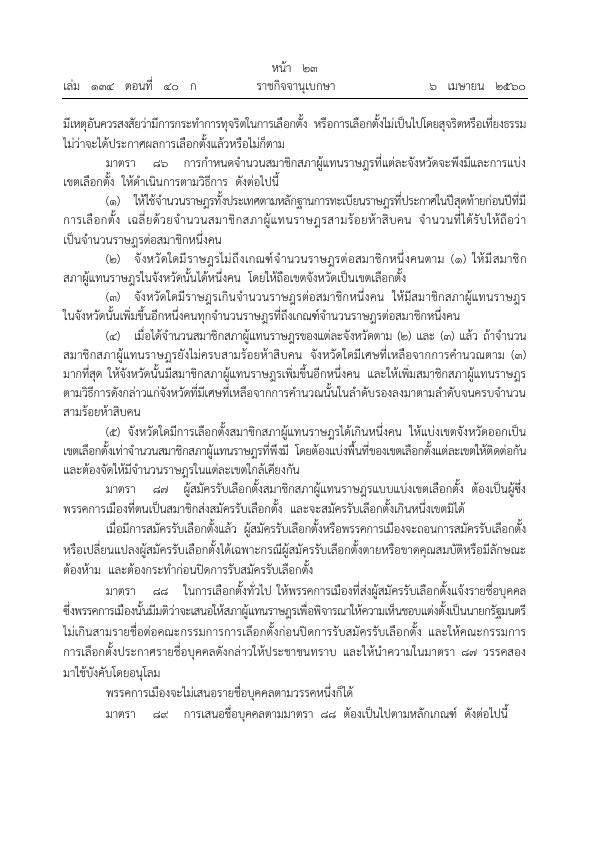 หน้า ๒๓
เล่ม ๑๓๔ ตอนที่ ๔๐ ก ราชกิจจานุเบกษา ๖ เมษายน ๒๕๖๐
มีเหตุอันควรสงสัยว่ามีการกระทำการทุจริตในการเลือกตั้ง หรือการเลือกตั้งไม่เป็นไปโดยสุจริตหรือเที่ยงธรรม
ไม่ว่าจะได้ประกาศผลการเลือกตั้งแล้วหรือไม่ก็ตาม
มาตรา ๘๖ การกำหนดจำนวนสมาชิกสภาผู้แทนราษฎรที่แต่ละจังหวัดจะพึงมีและการแบ่ง
เขตเลือกตั้ง ให้ดำเนินการตามวิธีการ ดังต่อไปนี้
(๑) ให้ใช้จำนวนราษฎรทั้งประเทศตามหลักฐานการทะเบียนราษฎรที่ประกาศในปีสุดท้ายก่อนปีที่มี
การเลือกตั้ง เฉลี่ยด้วยจำนวนสมาชิกสภาผู้แทนราษฎรสามร้อยห้าสิบคน จำนวนที่ได้รับให้ถือว่า
เป็นจำนวนราษฎรต่อสมาชิกหนึ่งคน
(๒) จังหวัดใดมีราษฎรไม่ถึงเกณฑ์จำนวนราษฎรต่อสมาชิกหนึ่งคนตาม (๑) ให้มีสมาชิก
สภาผู้แทนราษฎรในจังหวัดนั้นได้หนึ่งคน โดยให้ถือเขตจังหวัดเป็นเขตเลือกตั้ง
(๓) จังหวัดใดมีราษฎรเกินจำนวนราษฎรต่อสมาชิกหนึ่งคน ให้มีสมาชิกสภาผู้แทนราษฎร
ในจังหวัดนั้นเพิ่มขึ้นอีกหนึ่งคนทุกจำนวนราษฎรที่ถึงเกณฑ์จำนวนราษฎรต่อสมาชิกหนึ่งคน
(๔) เมื่อได้จำนวนสมาชิกสภาผู้แทนราษฎรของแต่ละจังหวัดตาม (๒) และ (๓) แล้ว ถ้าจำนวน
สมาชิกสภาผู้แทนราษฎรยังไม่ครบสามร้อยห้าสิบคน จังหวัดใดมีเศษที่เหลือจากการคำนวณตาม (๓)
มากที่สุด ให้จังหวัดนั้นมีสมาชิกสภาผู้แทนราษฎรเพิ่มขึ้นอีกหนึ่งคน และให้เพิ่มสมาชิกสภาผู้แทนราษฎร
ตามวิธีการดังกล่าวแก่จังหวัดที่มีเศษที่เหลือจากการคำนวณนั้นในลำดับรองลงมาตามลำดับจนครบจำนวน
สามร้อยห้าสิบคน
(๕) จังหวัดใดมีการเลือกตั้งสมาชิกสภาผู้แทนราษฎรได้เกินหนึ่งคน ให้แบ่งเขตจังหวัดออกเป็น
เขตเลือกตั้งเท่าจำนวนสมาชิกสภาผู้แทนราษฎรที่พึงมี โดยต้องแบ่งพื้นที่ของเขตเลือกตั้งแต่ละเขตให้ติดต่อกัน
และต้องจัดให้มีจำนวนราษฎรในแต่ละเขตใกล้เคียงกัน
มาตรา ๘๗ ผู้สมัครรับเลือกตั้งสมาชิกสภาผู้แทนราษฎรแบบแบ่งเขตเลือกตั้ง ต้องเป็นผู้ซึ่ง
พรรคการเมืองที่ตนเป็นสมาชิกส่งสมัครรับเลือกตั้ง และจะสมัครรับเลือกตั้งเกินหนึ่งเขตมิได้
เมื่อมีการสมัครรับเลือกตั้งแล้ว ผู้สมัครรับเลือกตั้งหรือพรรคการเมืองจะถอนการสมัครรับเลือกตั้ง
หรือเปลี่ยนแปลงผู้สมัครรับเลือกตั้งได้เฉพาะกรณีผู้สมัครรับเลือกตั้งตายหรือขาดคุณสมบัติหรือมีลักษณะ
ต้องห้าม และต้องกระทำก่อนปิดการรับสมัครรับเลือกตั้ง
มาตรา ๘๘ ในการเลือกตั้งทั่วไป ให้พรรคการเมืองที่ส่งผู้สมัครรับเลือกตั้งแจ้งรายชื่อบุคคล
ซึ่งพรรคการเมืองนั้นมีมติว่าจะเสนอให้สภาผู้แทนราษฎรเพื่อพิจารณาให้ความเห็นชอบแต่งตั้งเป็นนายกรัฐมนตรี
ไม่เกินสามรายชื่อต่อคณะกรรมการการเลือกตั้งก่อนปิดการรับสมัครรับเลือกตั้ง และให้คณะกรรมการ
การเลือกตั้งประกาศรายชื่อบุคคลดังกล่าวให้ประชาชนทราบ และให้นำความในมาตรา ๘๗ วรรคสอง
มาใช้บังคับโดยอนุโลม
พรรคการเมืองจะไม่เสนอรายชื่อบุคคลตามวรรคหนึ่งก็ได้
มาตรา ๘๙ การเสนอชื่อบุคคลตามมาตรา ๘๘ ต้องเป็นไปตามหลักเกณฑ์ ดังต่อไปนี้